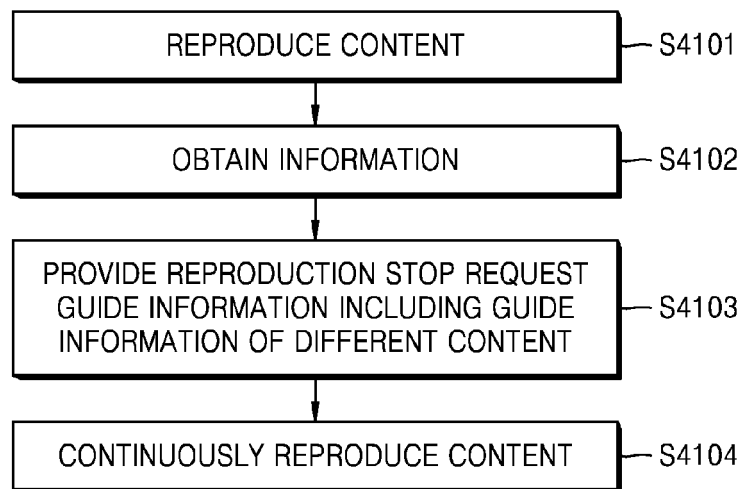 REPRODUCE CONTENT
S4101
OBTAIN INFORMATION
S4102
PROVIDE REPRODUCTION STOP REQUEST
GUIDE INFORMATION INCLUDING GUIDE
INFORMATION OF DIFFERENT CONTENT
S4103
CONTINUOUSLY REPRODUCE CONTENT
S4104